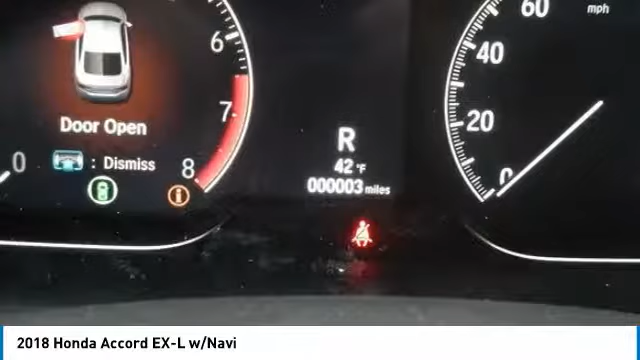 60
mph
6
40
7
Door Open
20
R
0
: Dismiss
8
42 °F
0
000003 miles
2018 Honda Accord EX-L w/Navi